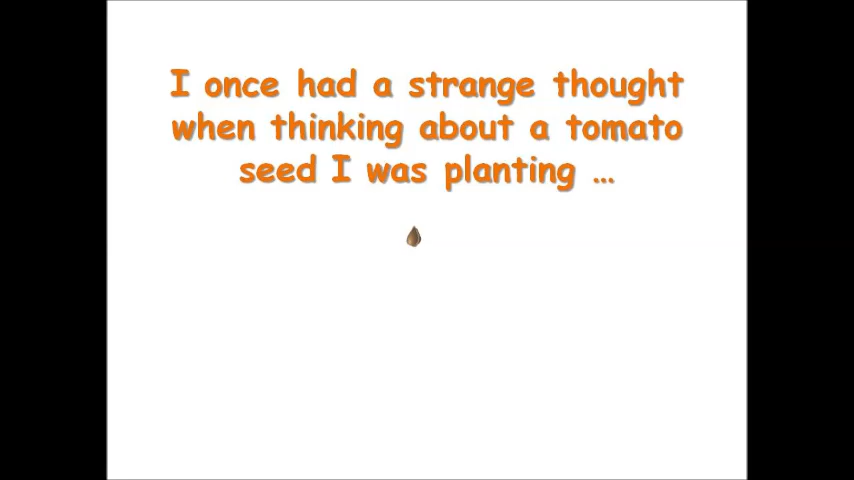 I once had a strange thought
when thinking about a tomato
seed I was planting …